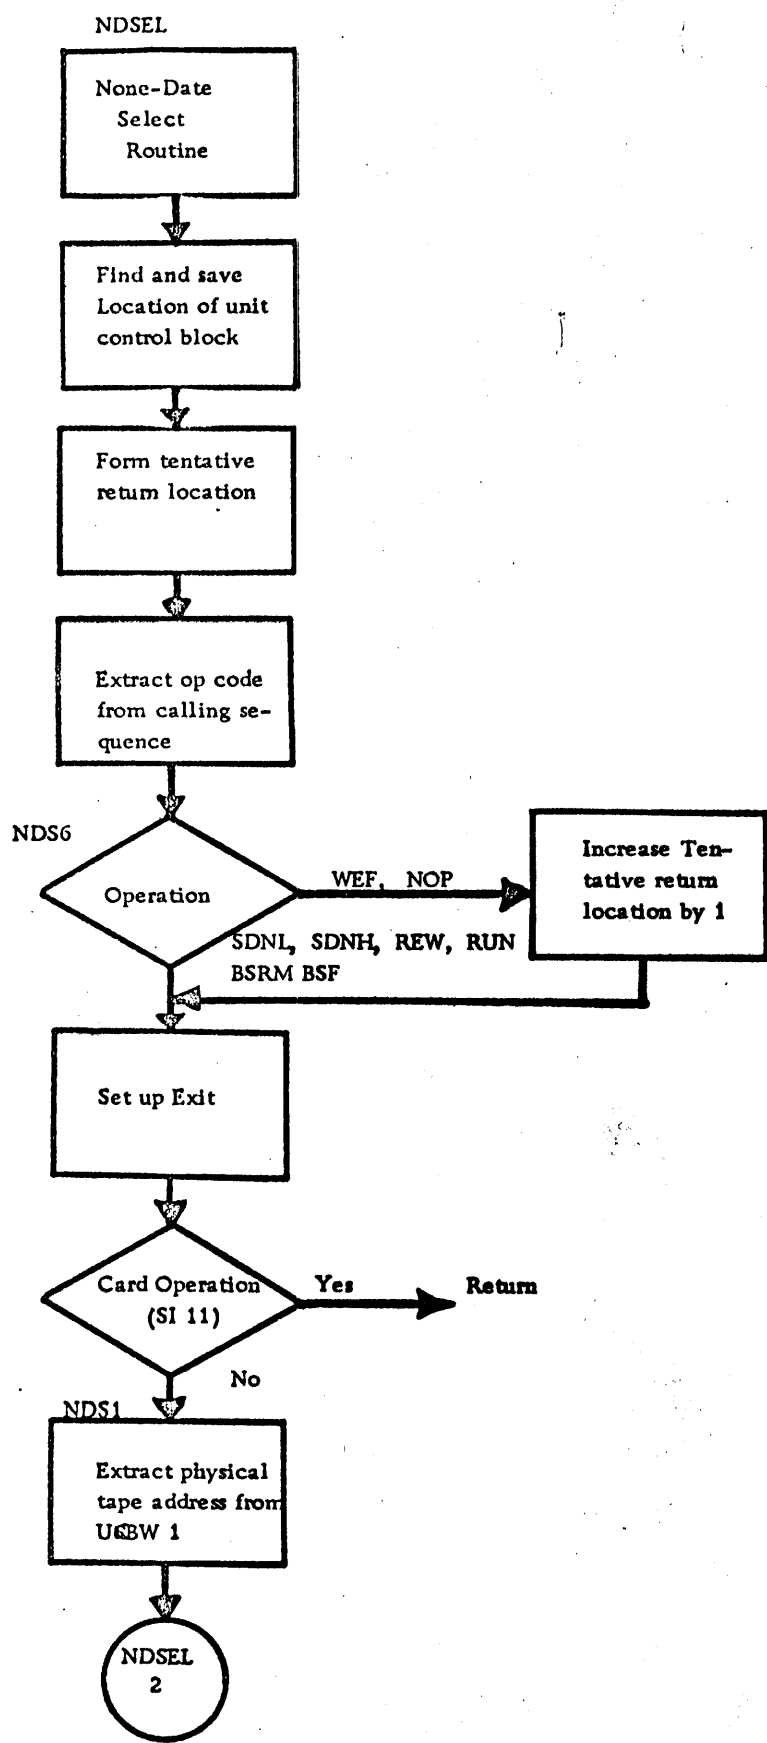 NDSEL
None-Date
Select
Routine
Find and save
Location of unit
control block
Form tentative
return location
Extract op code
from calling se-
quence
NDS6
Operation
WEF, NOP
Increase Ten-
tative return
location by 1
SDNL, SDNH, REW, RUN
BSRM BSF
Set up Exit
Card Operation
(SI 11)
Yes
Return
No
NDS1
Extract physical
tape address from
UCBW 1
NDSEL
2